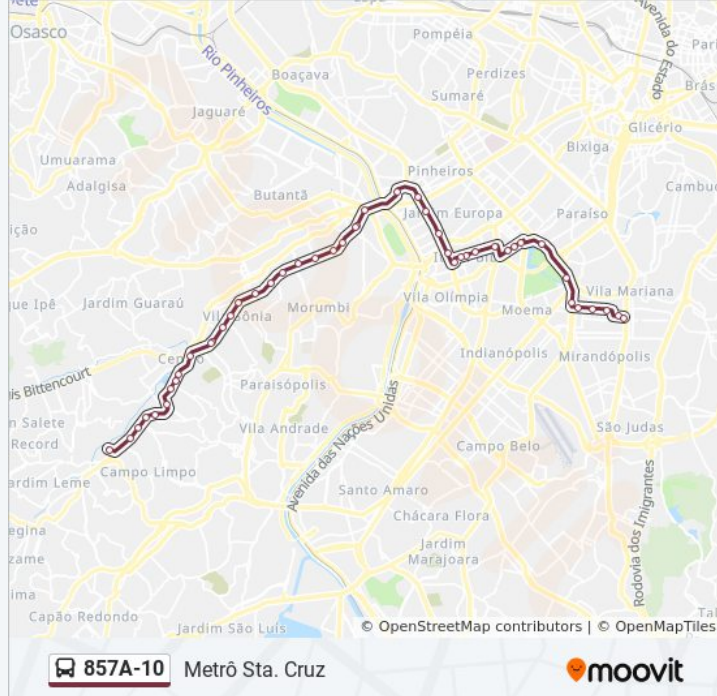 Osasco
Rio Pinheiros
Pompéia
Avenida do Estado
Boaçava
Perdizes
Brás
Sumaré
Jaguaré
Glicério
Bixiga
Umuarama
Adalgisa
Pinheiros
Butantã
Jardim Europa
Paraíso
Jardim Guaraú
Morumbi
Vila Olímpia
Vila Mariana
Moema
Vila Sônia
Indianópolis
Mirandópolis
Paraisópolis
Avenida das Nações Unidas
Vila Andrade
São Judas
Campo Belo
Record
Campo Limpo
Santo Amaro
Rodovia dos Imigrantes
Chácara Flora
Jardim
Marajoara
Capão Redondo
Jardim São Luís
© OpenStreetMap contributors | © OpenMapTiles
857A-10 Metrô Sta. Cruz
moovit